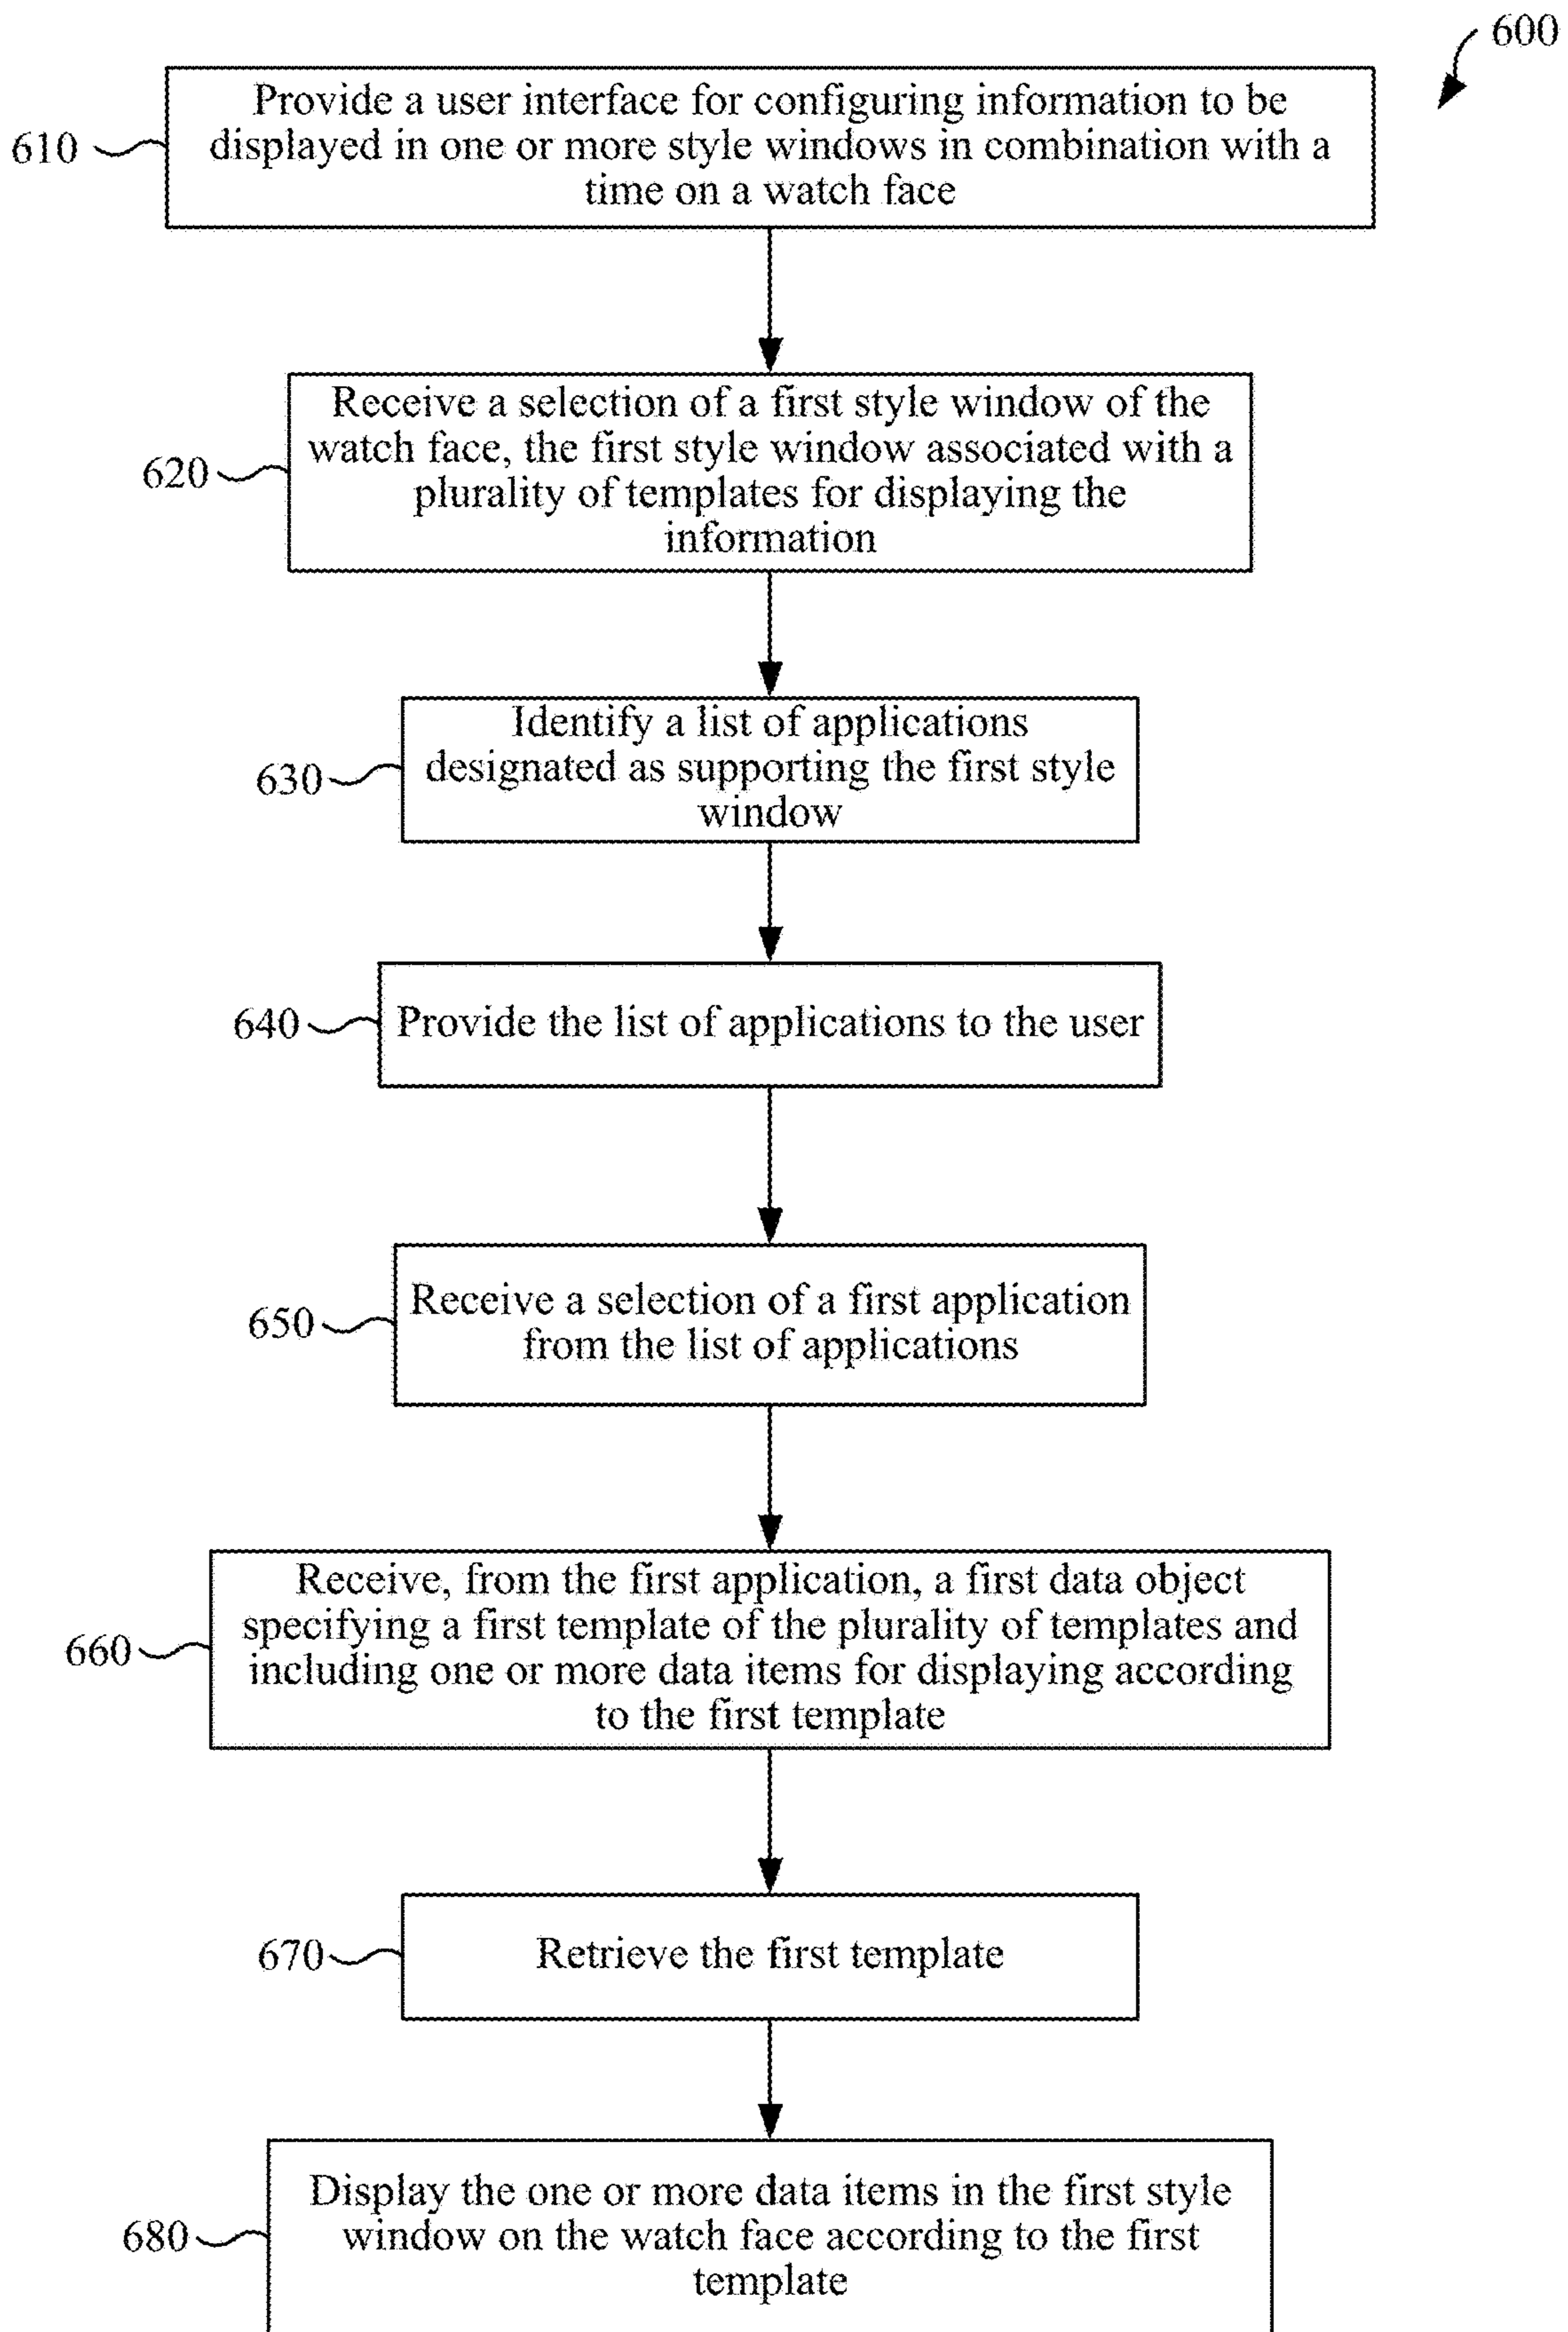 600
610
Provide a user interface for configuring information to be
displayed in one or more style windows in combination with a
time on a watch face
620
Receive a selection of a first style window of the
watch face, the first style window associated with a
plurality of templates for displaying the
information
630
Identify a list of applications
designated as supporting the first style
window
640
Provide the list of applications to the user
650
Receive a selection of a first application
from the list of applications
660
Receive, from the first application, a first data object
specifying a first template of the plurality of templates and
including one or more data items for displaying according
to the first template
670
Retrieve the first template
680
Display the one or more data items in the first style
window on the watch face according to the first
template